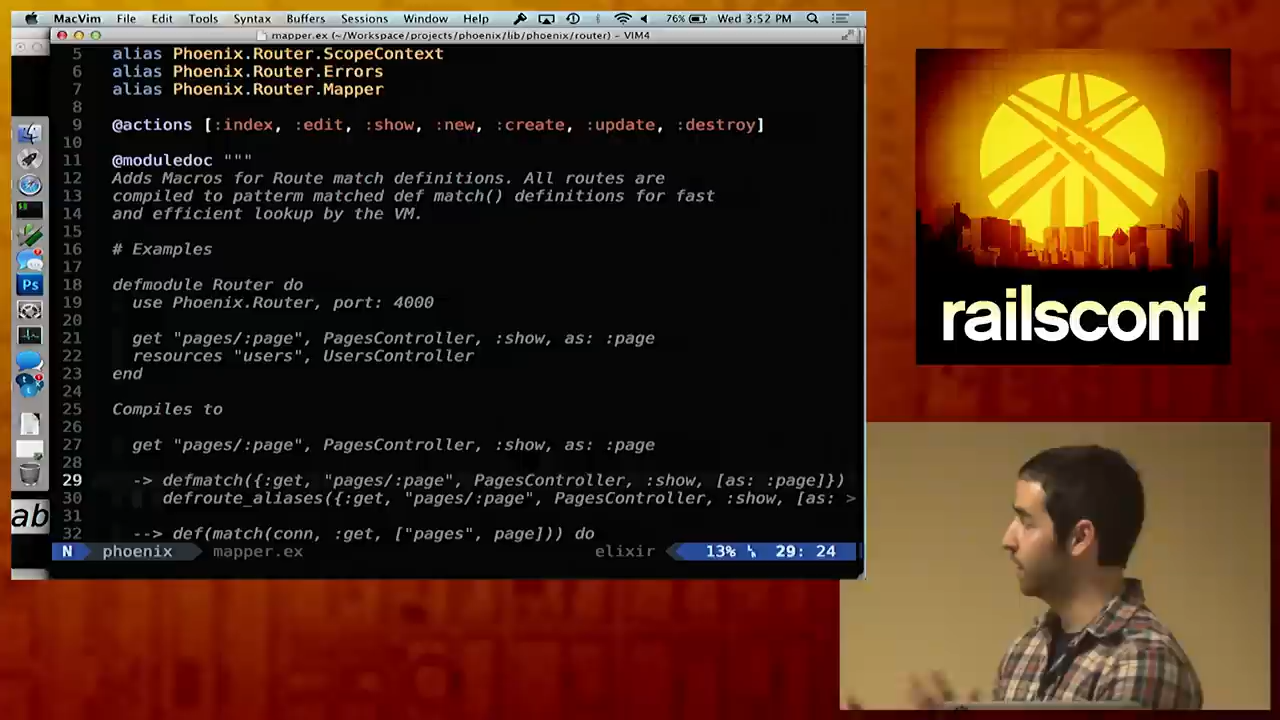 MacVim File Edit Tools Syntax Buffers Sessions Window Help 76% Wed 3:52 PM
mapper.ex (~/Workspace/projects/phoenix/lib/phoenix/router) - VIM4
5 alias Phoenix.Router.ScopeContext
6 alias Phoenix.Router.Errors
7 alias Phoenix.Router.Mapper
8
9 @actions [:index, :edit, :show, :new, :create, :update, :destroy]
10
11 @moduledoc """
12 Adds Macros for Route match definitions. All routes are
13 compiled to patterm matched def match() definitions for fast
14 and efficient lookup by the VM.
15
16 # Examples
17
18 defmodule Router do
19 use Phoenix.Router, port: 4000
20
21 get "pages/:page", PagesController, :show, as: :page
22 resources "users", UsersController
23 end
24
25 Compiles to
26
27 get "pages/:page", PagesController, :show, as: :page
28
29 -> defmatch({:get, "pages/:page", PagesController, :show, [as: :page]})
30 defroute_aliases({:get, "pages/:page", PagesController, :show, [as: >
31
32 --> def(match(conn, :get, ["pages", page])) do
N phoenix mapper.ex elixir 13% 29: 24
Ps
ab
railsconf